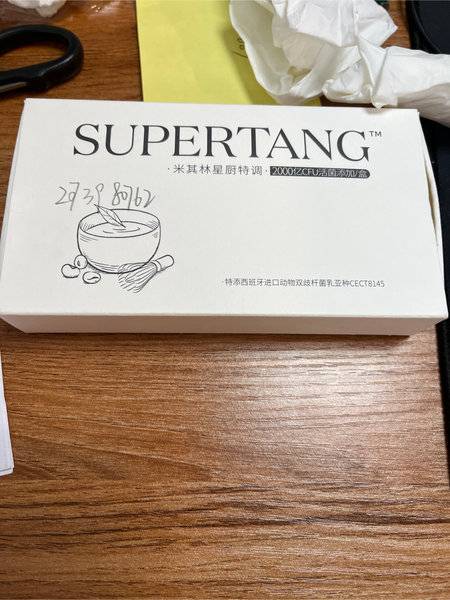 SUPERTANG™
·米其林星厨特调· 2000亿CFU活菌添加/盒
·特添西班牙进口动物双歧杆菌乳亚种CECT8145